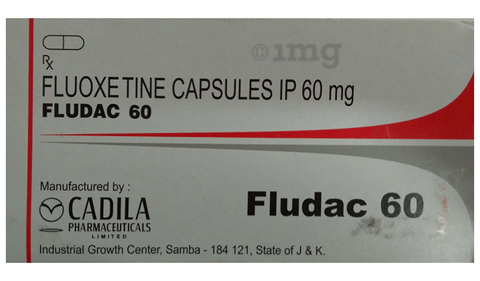 ©1mg
Rx
FLUOXETINE CAPSULES IP 60 mg
FLUDAC 60
Manufactured by :
CADILA
PHARMACEUTICALS
LIMITED
Fludac 60
Industrial Growth Center, Samba - 184 121, State of J & K.